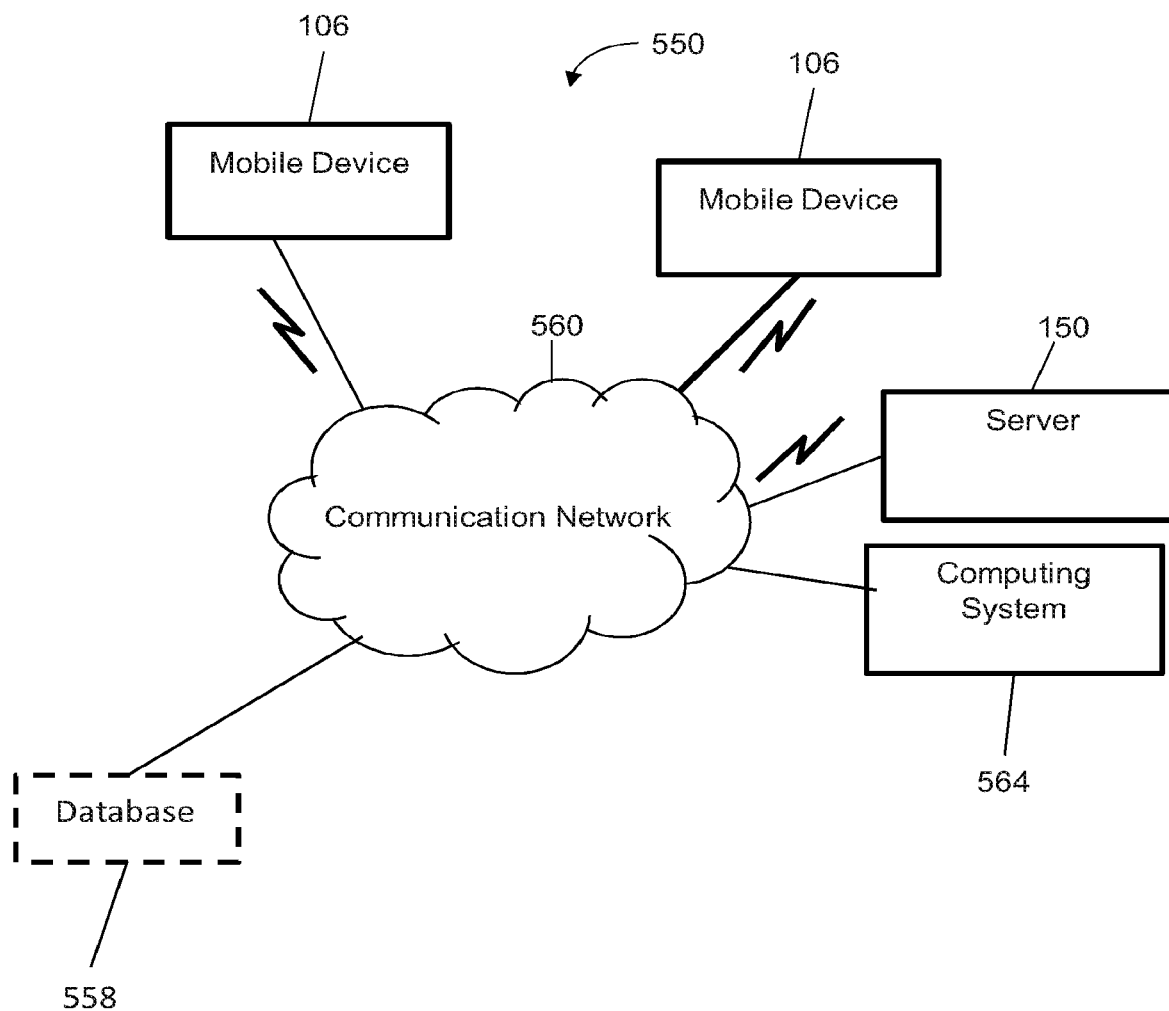 106
550
106
Mobile Device
Mobile Device
560
150
Server
Communication Network
Computing
System
564
Database
558